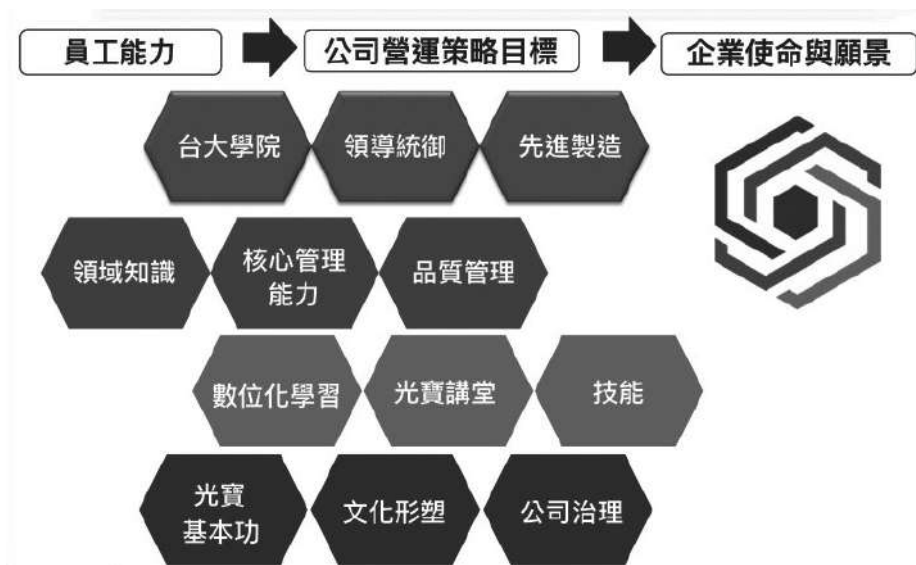 員工能力 公司營運策略目標 企業使命與願景
台大學院 領導統御 先進製造
領域知識 核心管理能力 品質管理
數位化學習 光寶講堂 技能
光寶基本功 文化形塑 公司治理